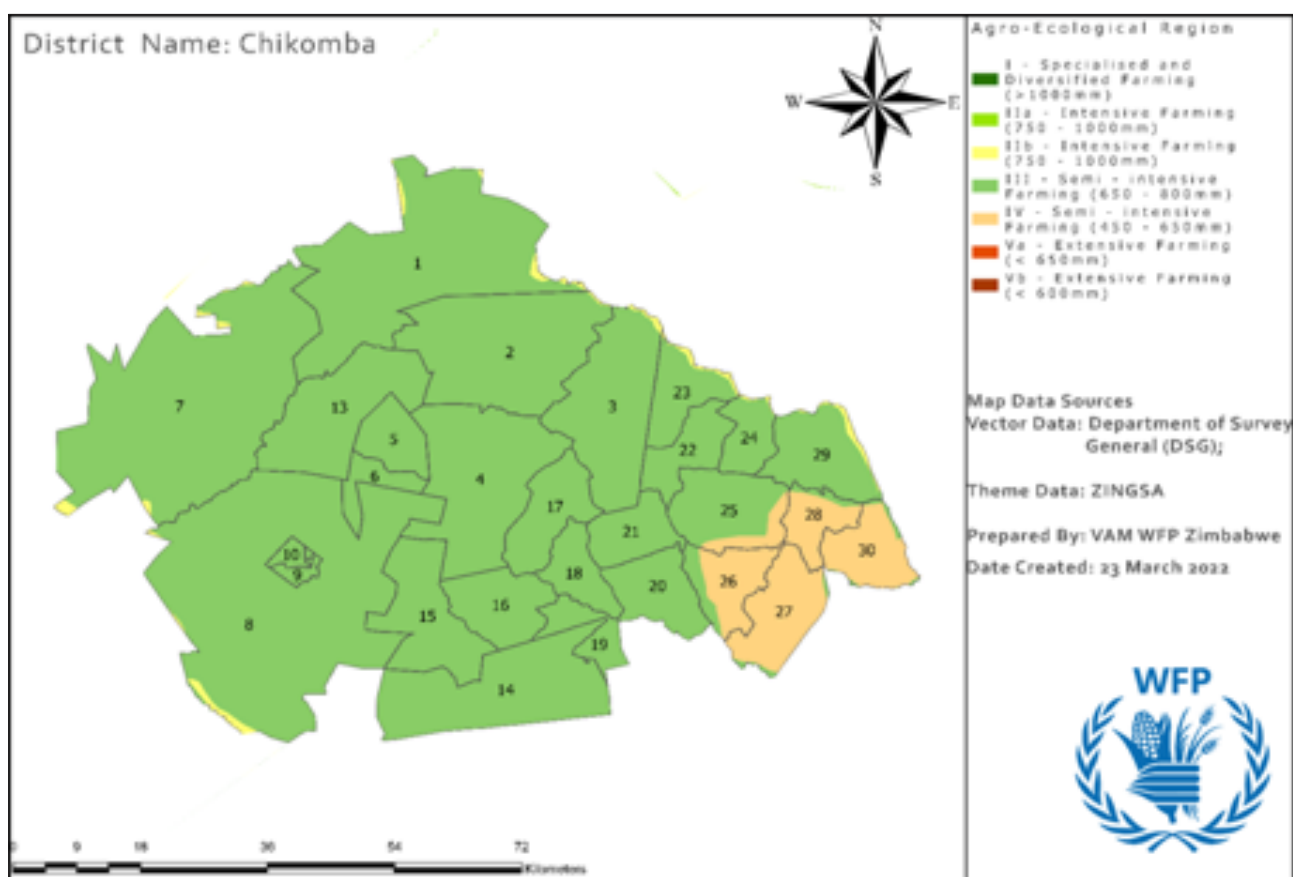 District Name: Chikomba
N
W
E
S
Agro-Ecological Region
I - Specialised and
Diversified Farming
(>1000mm)
IIa - Intensive Farming
(750 - 1000mm)
IIb - Intensive Farming
(750 - 1000mm)
III - Semi - intensive
Farming (650 - 800mm)
IV - Semi - intensive
Farming (450 - 650mm)
Va - Extensive Farming
(< 650mm)
Vb - Extensive Farming
(< 600mm)
1
2
7
13
3
23
5
22
24
29
6
4
17
25
28
21
10
9
18
26
30
20
8
15
16
27
19
14
Map Data Sources
Vector Data: Department of Survey
General (DSG);
Theme Data: ZINGSA
Prepared By: VAM WFP Zimbabwe
Date Created: 23 March 2022
WFP
0 9 18 36 54 72
Kilometers